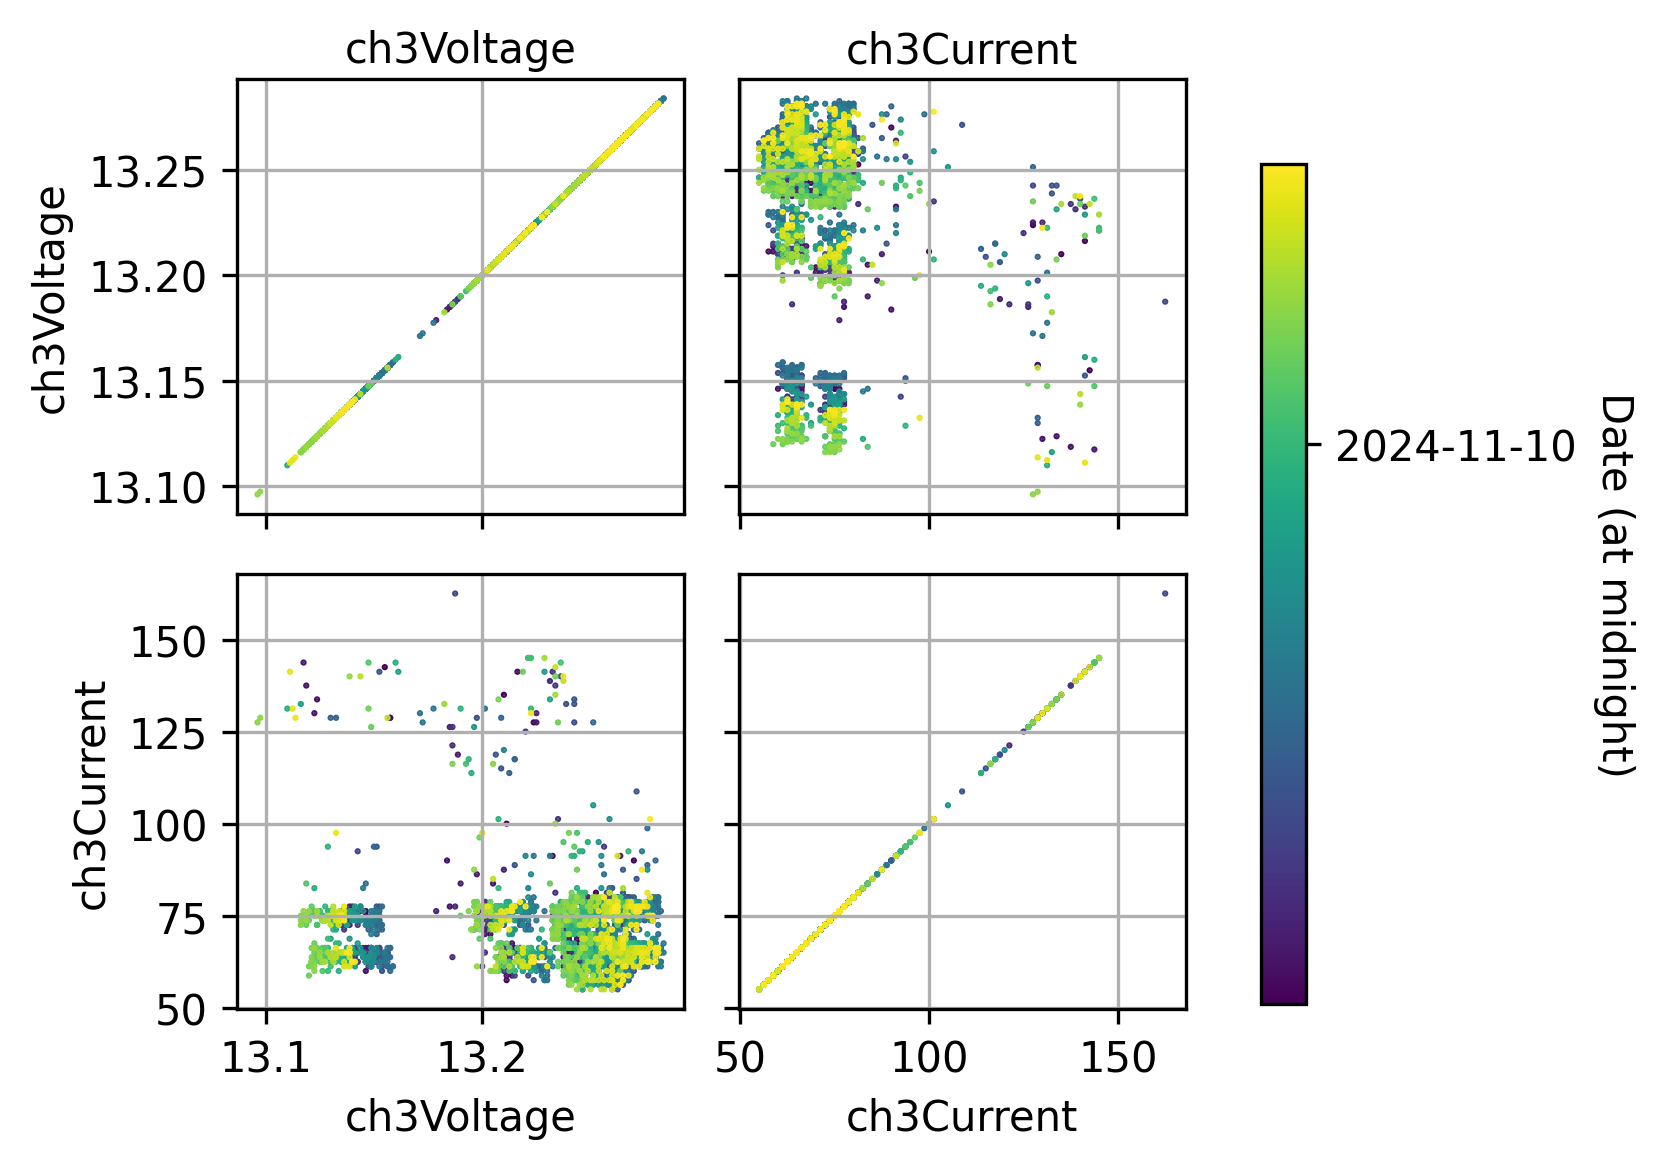 ch3Voltage
ch3Current
ch3Voltage
13.25
13.20
13.15
13.10
ch3Current
150
125
100
75
50
13.1
13.2
50
100
150
ch3Voltage
ch3Current
2024-11-10
Date (at midnight)